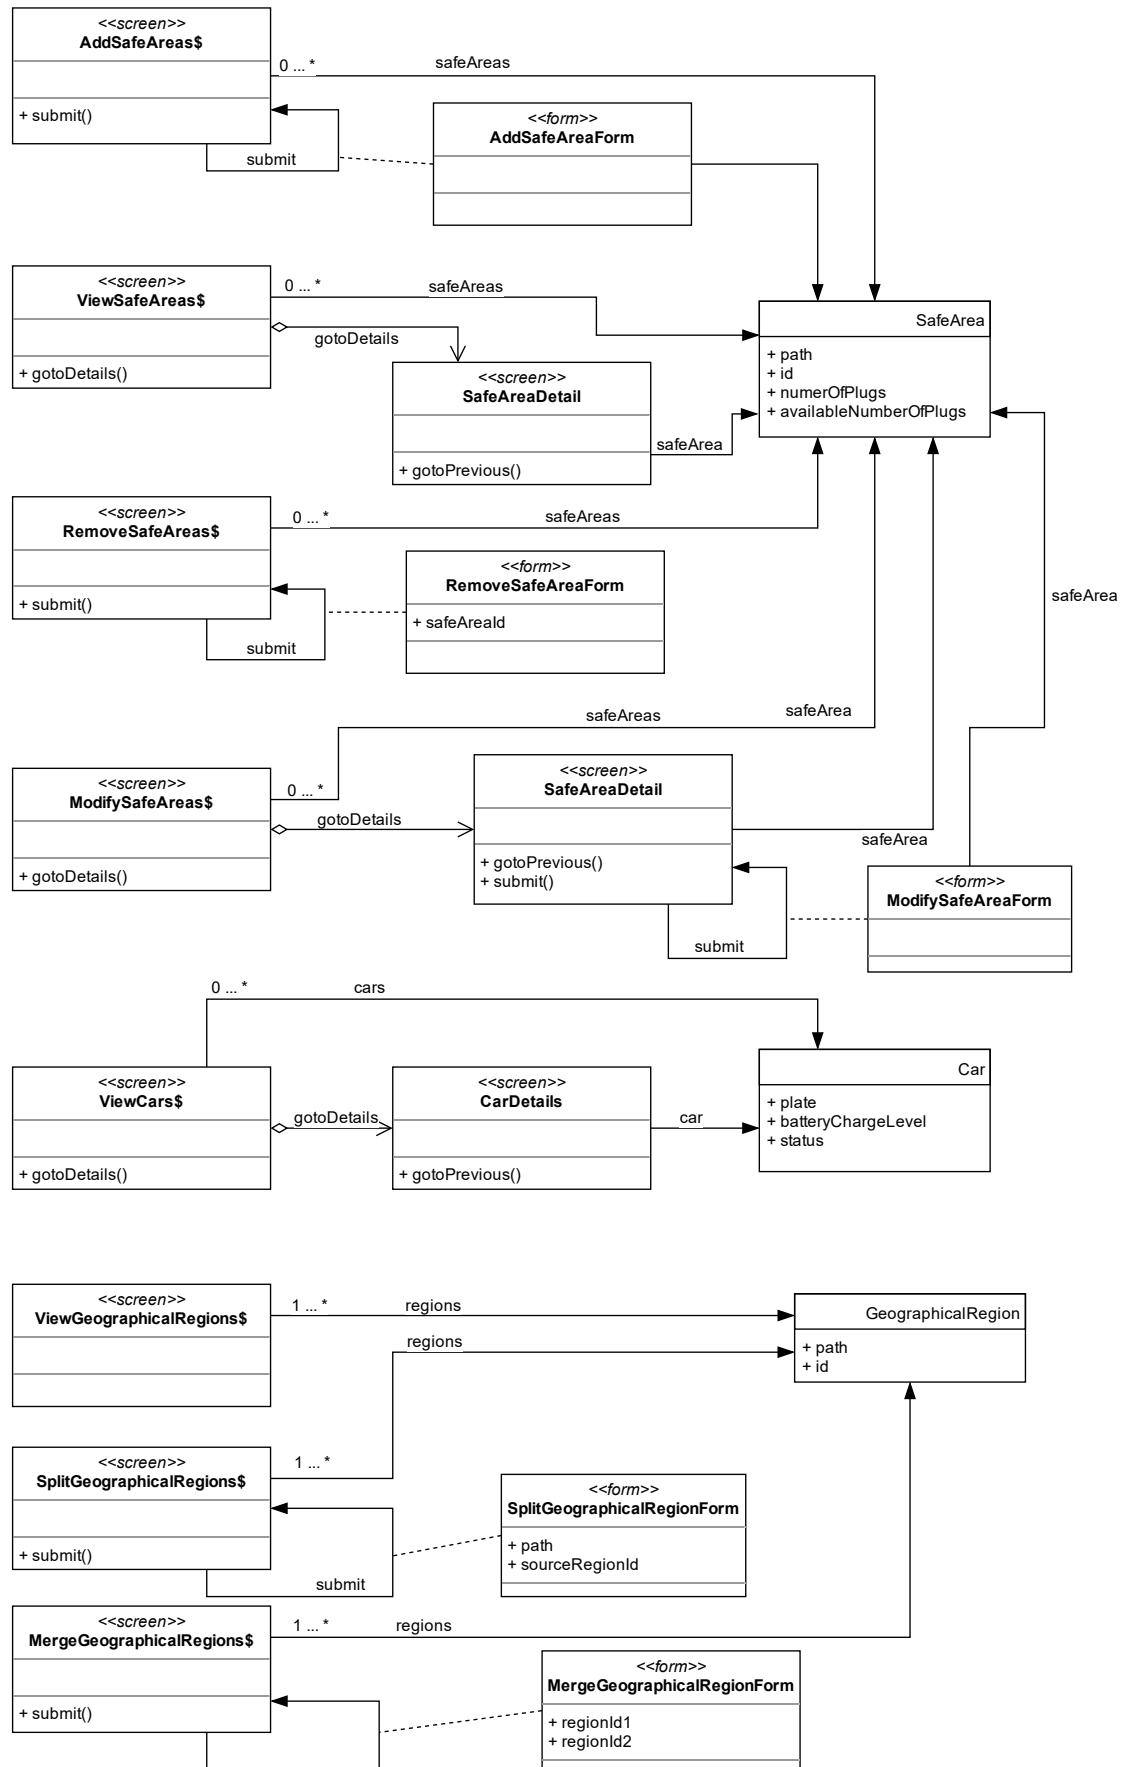 <<screen>>
AddSafeAreas$
+ submit()
0 ... *
safeAreas
submit
<<form>>
AddSafeAreaForm
<<screen>>
ViewSafeAreas$
+ gotoDetails()
0 ... *
safeAreas
gotoDetails
<<screen>>
SafeAreaDetail
+ gotoPrevious()
safeArea
SafeArea
+ path
+ id
+ numerOfPlugs
+ availableNumberOfPlugs
<<screen>>
RemoveSafeAreas$
+ submit()
0 ... *
safeAreas
submit
<<form>>
RemoveSafeAreaForm
+ safeAreaId
safeArea
safeAreas
safeArea
<<screen>>
ModifySafeAreas$
+ gotoDetails()
0 ... *
gotoDetails
<<screen>>
SafeAreaDetail
+ gotoPrevious()
+ submit()
safeArea
submit
<<form>>
ModifySafeAreaForm
0 ... *
cars
<<screen>>
ViewCars$
+ gotoDetails()
gotoDetails
<<screen>>
CarDetails
+ gotoPrevious()
car
Car
+ plate
+ batteryChargeLevel
+ status
<<screen>>
ViewGeographicalRegions$
1 ... *
regions
regions
GeographicalRegion
+ path
+ id
<<screen>>
SplitGeographicalRegions$
+ submit()
1 ... *
submit
<<form>>
SplitGeographicalRegionForm
+ path
+ sourceRegionId
<<screen>>
MergeGeographicalRegions$
+ submit()
1 ... *
regions
<<form>>
MergeGeographicalRegionForm
+ regionId1
+ regionId2